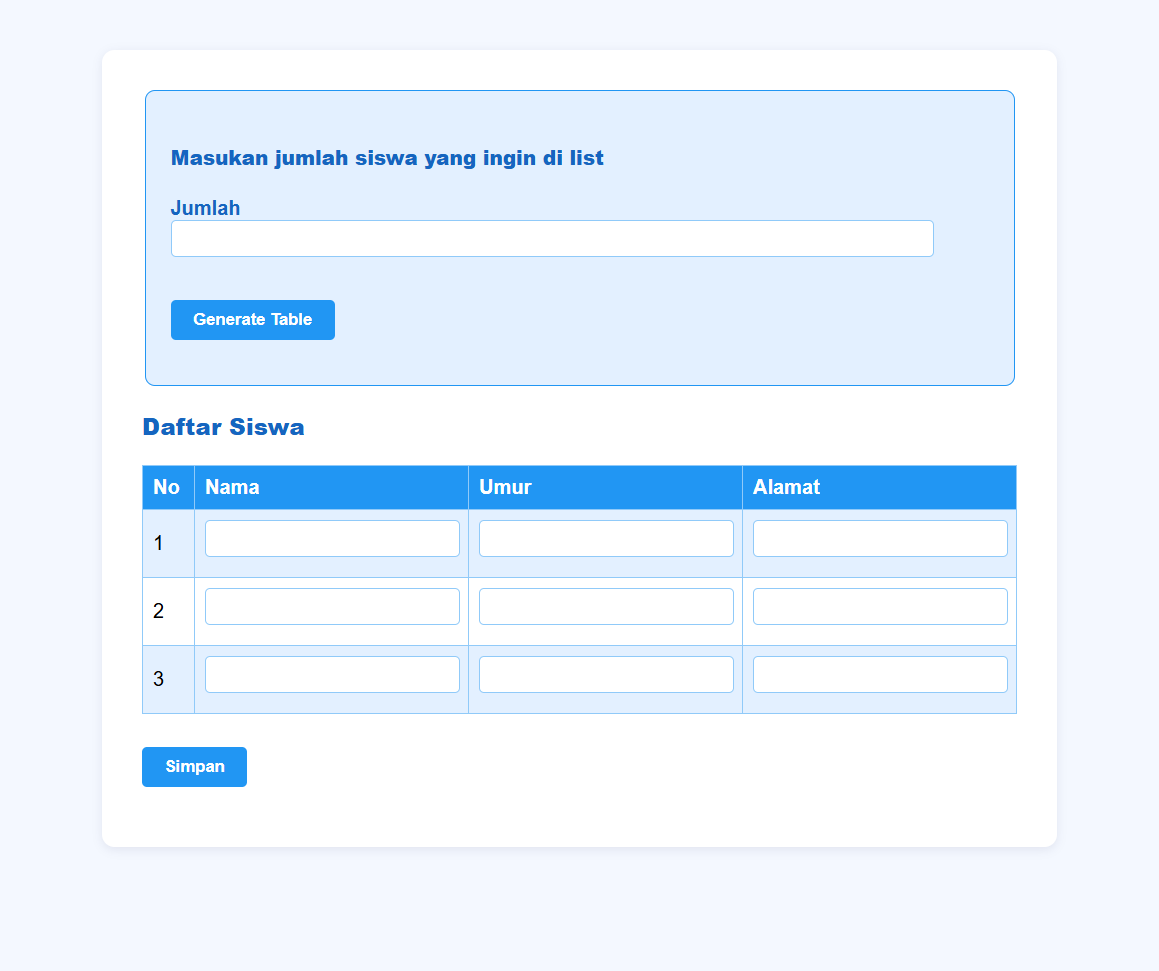 Masukan jumlah siswa yang ingin di list
Jumlah
Generate Table
Daftar Siswa
No Nama Umur Alamat
1
2
3
Simpan